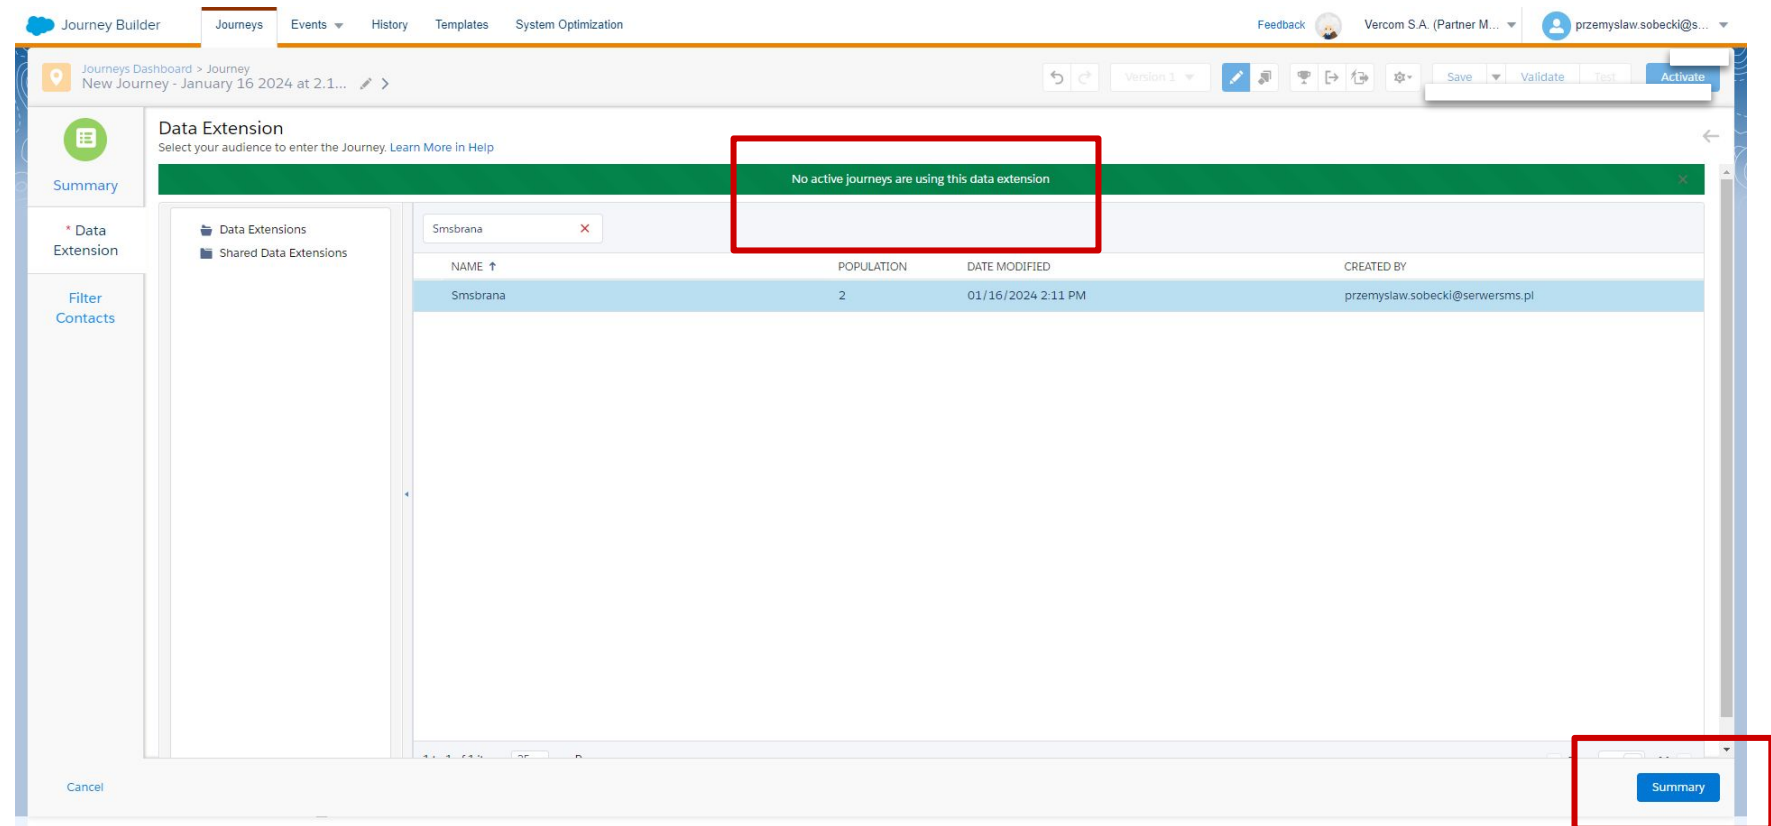 Journey Builder Journeys Events History Templates System Optimization Feedback Vercom S.A. (Partner M... przemyslaw.sobecki@s...
Journeys Dashboard > Journey
New Journey - January 16 2024 at 2.1... Version 1 Save Validate Test Activate
Data Extension
Select your audience to enter the Journey. Learn More in Help
No active journeys are using this data extension
Summary
* Data
Extension
Filter
Contacts
Data Extensions
Shared Data Extensions
Smsbrana
NAME POPULATION DATE MODIFIED CREATED BY
Smsbrana 2 01/16/2024 2:11 PM przemyslaw.sobecki@serwersms.pl
Cancel Summary